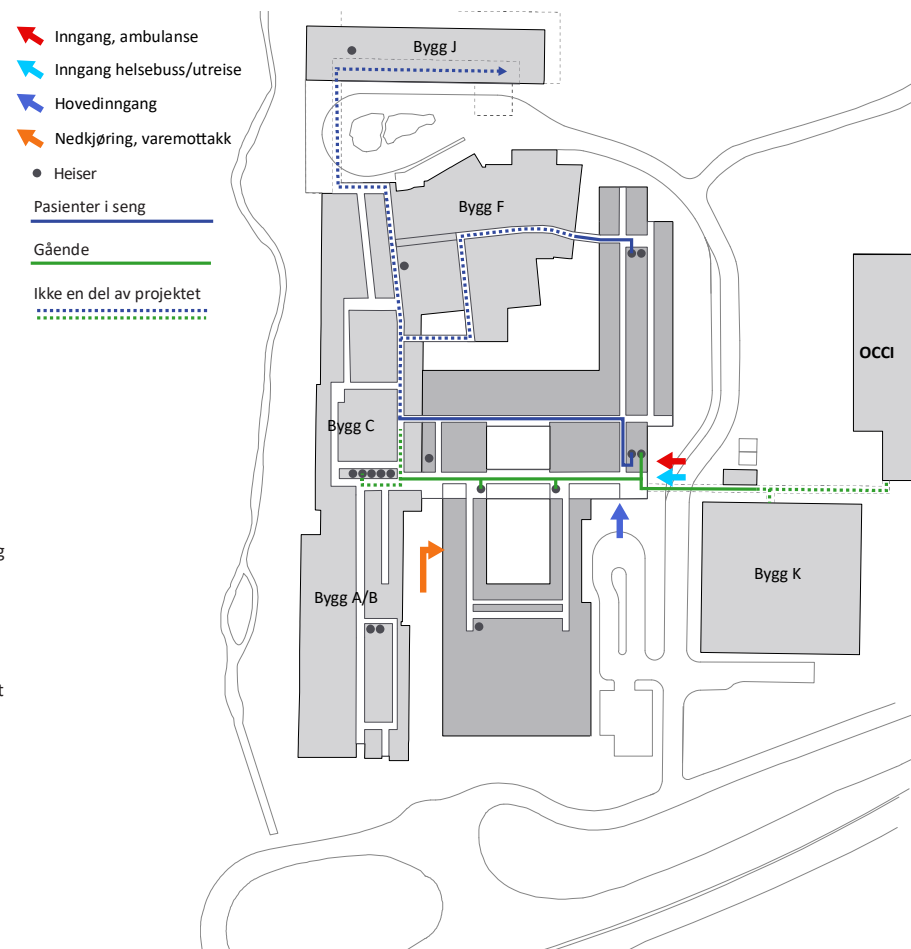 Inngang, ambulanse
Inngang helsebuss/utreise
Hovedinngang
Nedkjøring, varemottakk
Heiser
Pasienter i seng
Gående
Ikke en del av projektet
Bygg J
Bygg F
OCCI
Bygg C
Bygg K
Bygg A/B
g
t